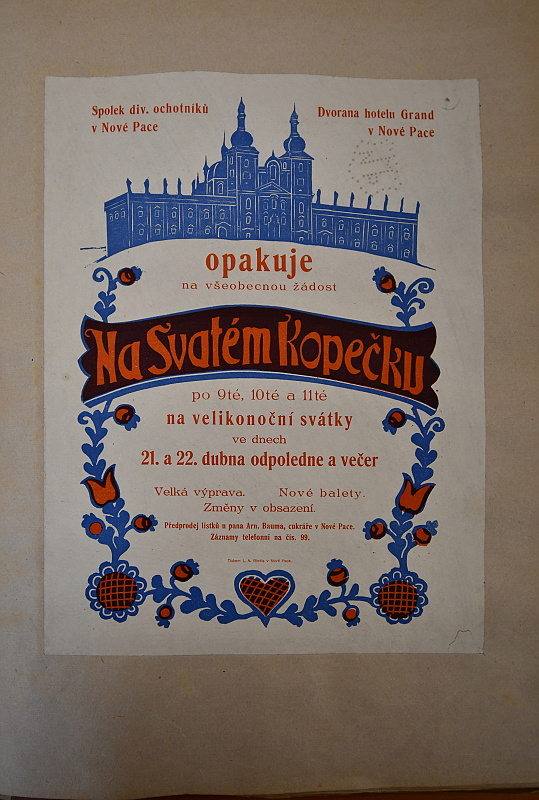 Spolek div. ochotníků
v Nové Pace
Dvorana hotelu Grand
v Nové Pace
opakuje
na všeobecnou žádost
Na Svatém Kopečku
po 9té, 10té a 11té
na velikonoční svátky
ve dnech
21. a 22. dubna odpoledne a večer
Velká výprava. Nové balety.
Změny v obsazení.
Předprodej lístků u pana Arn. Bauma, cukráře v Nové Pace.
Záznamy telefonní na čís. 99.
v Nové Pace.